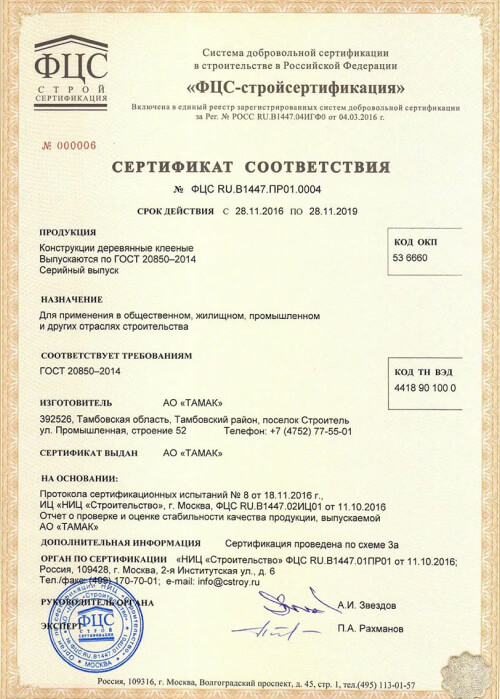 ФЦС
СТРОЙ
СЕРТИФИКАЦИЯ
Система добровольной сертификации
в строительстве в Российской Федерации
«ФЦС-стройсертификация»
Включена в единый реестр зарегистрированных систем добровольной сертификации
за Рег. № РОСС RU.В1447.04ИГФ0 от 04.03.2016 г.
№ 000006
СЕРТИФИКАТ СООТВЕТСТВИЯ
№ ФЦС RU.В1447.ПР01.0004
СРОК ДЕЙСТВИЯ С 28.11.2016 ПО 28.11.2019
ПРОДУКЦИЯ
Конструкции деревянные клееные
Выпускаются по ГОСТ 20850–2014
Серийный выпуск
КОД ОКП
53 6660
НАЗНАЧЕНИЕ
Для применения в общественном, жилищном, промышленном
и других отраслях строительства
СООТВЕТСТВУЕТ ТРЕБОВАНИЯМ
ГОСТ 20850–2014
КОД ТН ВЭД
4418 90 100 0
ИЗГОТОВИТЕЛЬ АО «ТАМАК»
392526, Тамбовская область, Тамбовский район, поселок Строитель
ул. Промышленная, строение 52 Телефон: +7 (4752) 77-55-01
СЕРТИФИКАТ ВЫДАН АО «ТАМАК»
НА ОСНОВАНИИ:
Протокола сертификационных испытаний № 8 от 18.11.2016 г.,
ИЦ «НИЦ «Строительство», г. Москва, ФЦС RU.В1447.02ИЦ01 от 11.10.2016
Отчет о проверке и оценке стабильности качества продукции, выпускаемой
АО «ТАМАК»
ДОПОЛНИТЕЛЬНАЯ ИНФОРМАЦИЯ Сертификация проведена по схеме 3а
ОРГАН ПО СЕРТИФИКАЦИИ «НИЦ «Строительство» ФЦС RU.В1447.01ПР01 от 11.10.2016;
Россия, 109428, г. Москва, 2-я Институтская ул., д. 6
Тел./факс: (499) 170-70-01; e-mail: info@cstroy.ru
РУКОВОДИТЕЛЬ ОРГАНА А.И. Звездов
ЭКСПЕРТ П.А. Рахманов
ФЦС
СТРОЙ
СЕРТИФИКАЦИЯ
МОСКВА
Россия, 109316, г. Москва, Волгоградский проспект, д. 45, стр. 1, тел.(495) 113-01-57